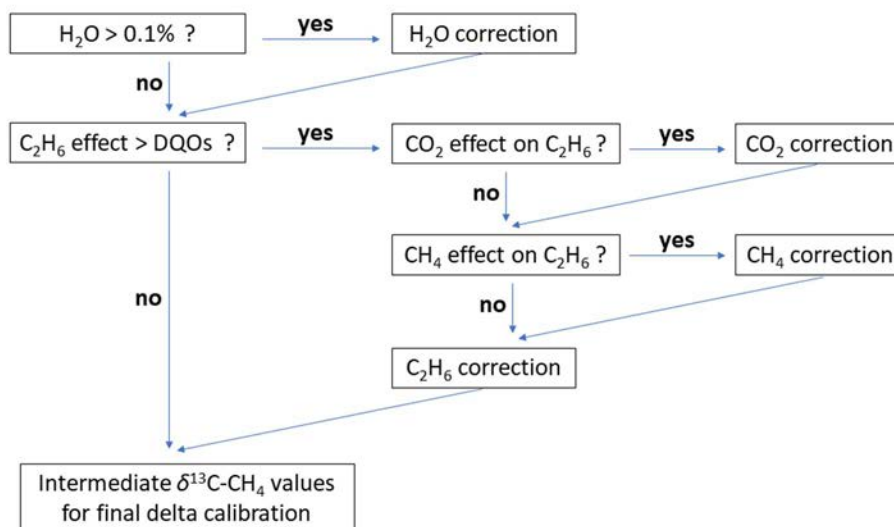 H₂O > 0.1% ?
yes
H₂O correction
no
C₂H₆ effect > DQOs ?
yes
CO₂ effect on C₂H₆ ?
yes
CO₂ correction
no
CH₄ effect on C₂H₆ ?
yes
CH₄ correction
no
no
C₂H₆ correction
Intermediate δ¹³C-CH₄ values
for final delta calibration